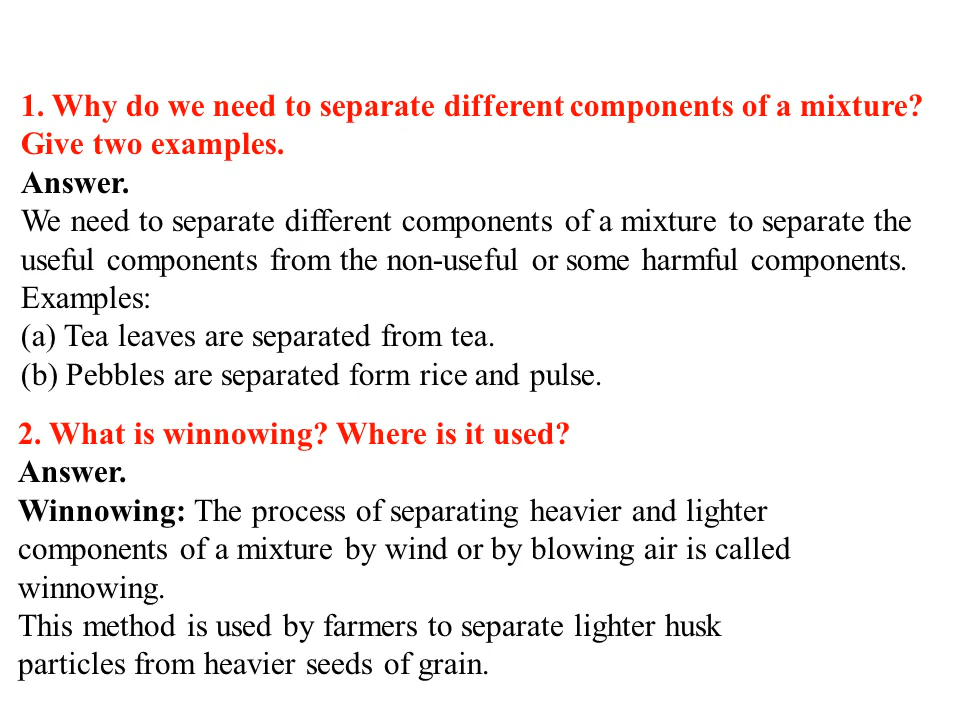 1. Why do we need to separate different components of a mixture?
Give two examples.
Answer.
We need to separate different components of a mixture to separate the
useful components from the non-useful or some harmful components.
Examples:
(a) Tea leaves are separated from tea.
(b) Pebbles are separated form rice and pulse.
2. What is winnowing? Where is it used?
Answer.
Winnowing: The process of separating heavier and lighter
components of a mixture by wind or by blowing air is called
winnowing.
This method is used by farmers to separate lighter husk
particles from heavier seeds of grain.